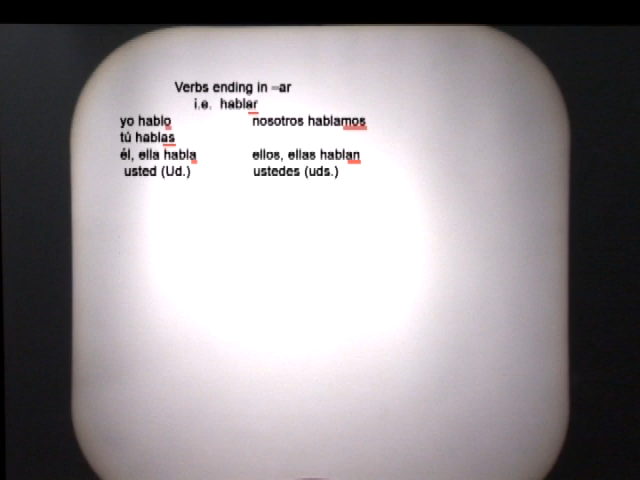 Verbs ending in –ar
i.e. hablar
yo hablo nosotros hablamos
tú hablas
él, ella habla ellos, ellas hablan
usted (Ud.) ustedes (uds.)